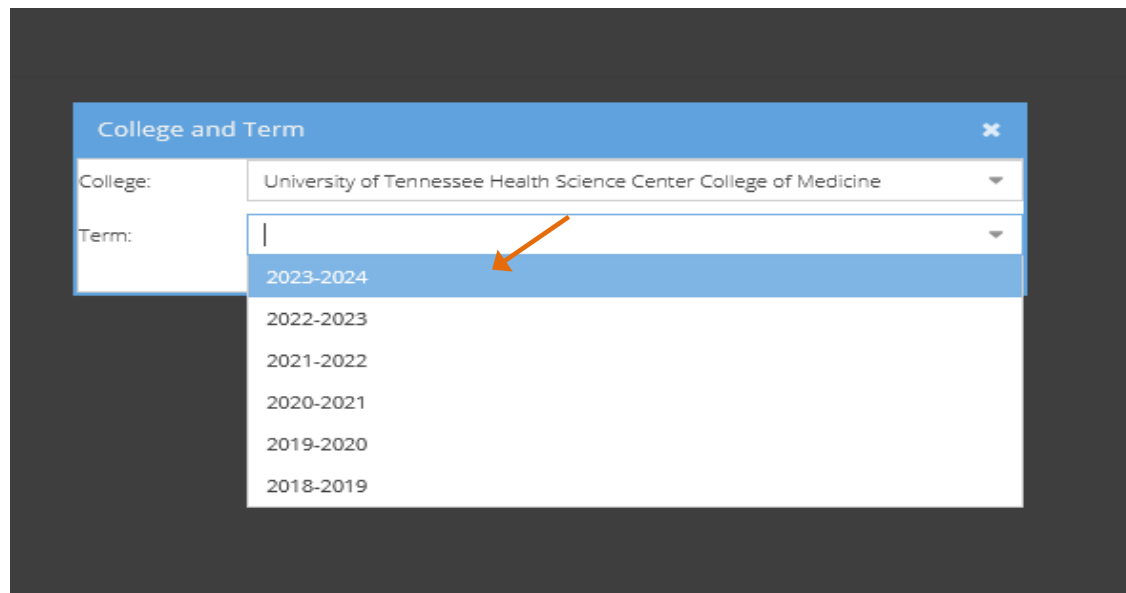 College and Term
College: University of Tennessee Health Science Center College of Medicine
Term:
2023-2024
2022-2023
2021-2022
2020-2021
2019-2020
2018-2019